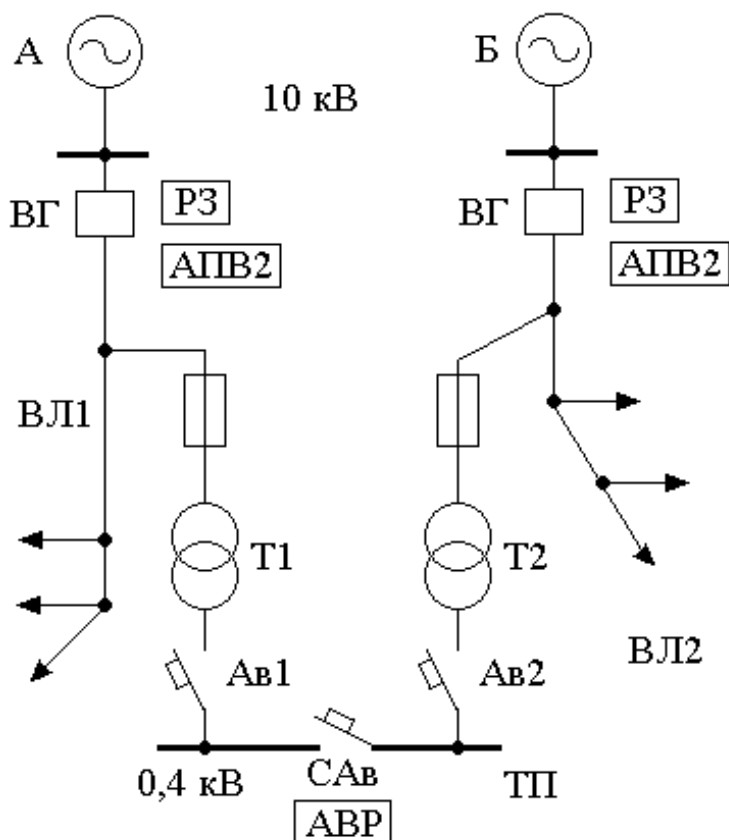 А
Б
10 кВ
ВГ
РЗ
АПВ2
ВГ
РЗ
АПВ2
ВЛ1
Т1
Т2
Ав1
Ав2
ВЛ2
0,4 кВ
САв
ТП
АВР